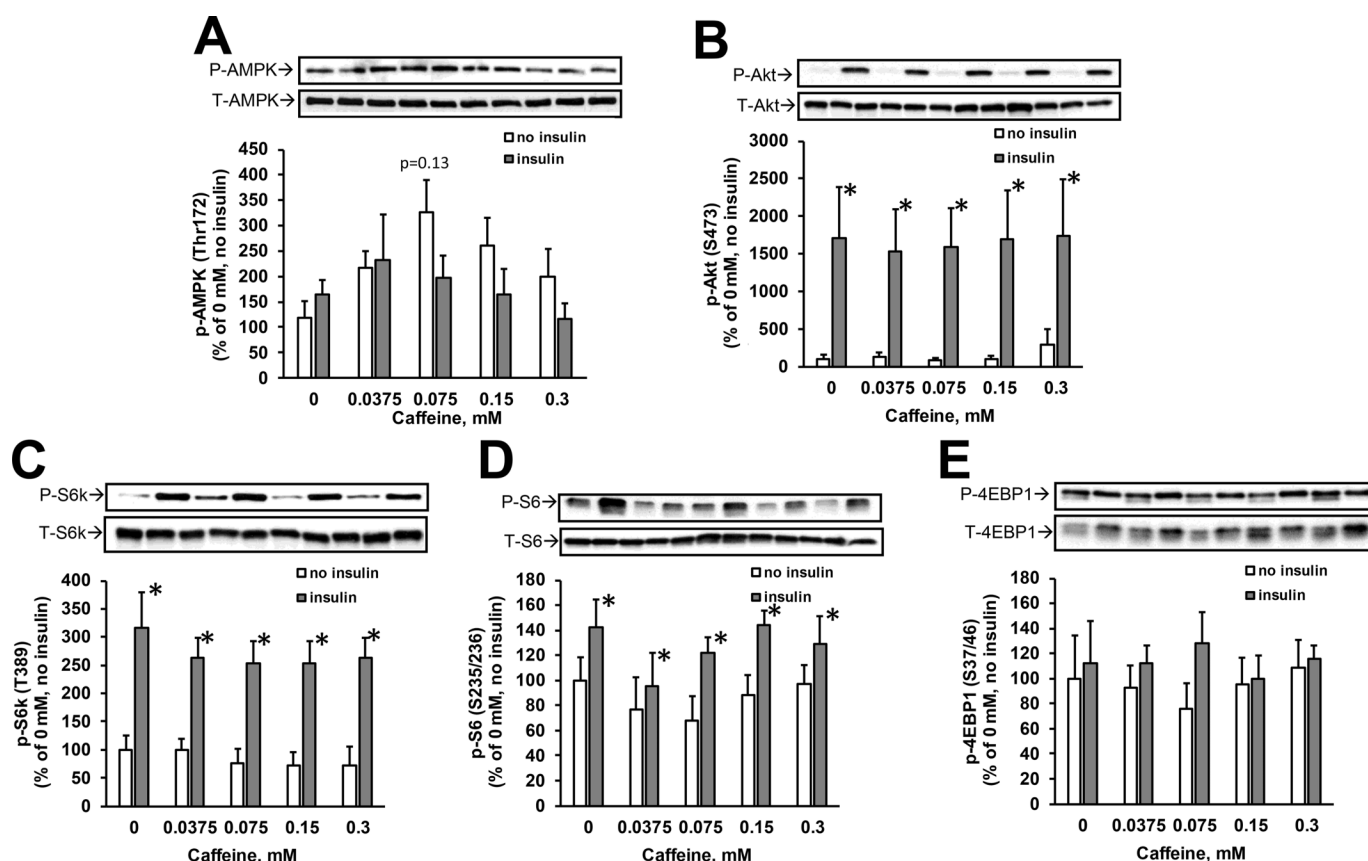 A
P-AMPK→
T-AMPK→
no insulin
insulin
p-AMPK (Thr172)
(% of 0 mM, no insulin)
450
400
350
300
250
200
150
100
50
0
p=0.13
0 0.0375 0.075 0.15 0.3
Caffeine, mM
B
P-Akt→
T-Akt→
no insulin
insulin
p-Akt (S473)
(% of 0 mM, no insulin)
3000
2500
2000
1500
1000
500
0
* * * * *
0 0.0375 0.075 0.15 0.3
Caffeine, mM
C
P-S6k→
T-S6k→
no insulin
insulin
p-S6k (T389)
(% of 0 mM, no insulin)
400
350
300
250
200
150
100
50
0
* * * * *
0 0.0375 0.075 0.15 0.3
Caffeine, mM
D
P-S6→
T-S6→
no insulin
insulin
p-S6 (S235/236)
(% of 0 mM, no insulin)
180
160
140
120
100
80
60
40
20
0
* * * * *
0 0.0375 0.075 0.15 0.3
Caffeine, mM
E
P-4EBP1→
T-4EBP1→
no insulin
insulin
p-4EBP1 (S37/46)
(% of 0 mM, no insulin)
180
160
140
120
100
80
60
40
20
0
0 0.0375 0.075 0.15 0.3
Caffeine, mM